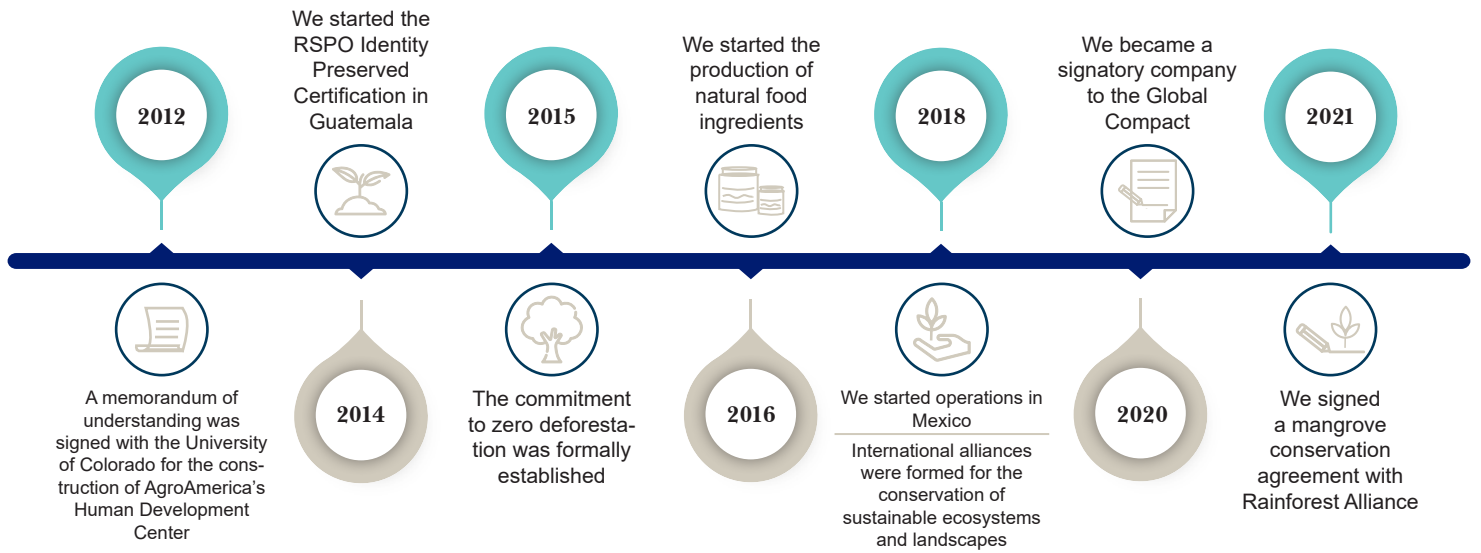 2012
A memorandum of
understanding was
signed with the University
of Colorado for the cons-
truction of AgroAmerica’s
Human Development
Center
We started the
RSPO Identity
Preserved
Certification in
Guatemala
2014
2015
The commitment
to zero deforesta-
tion was formally
established
We started the
production of
natural food
ingredients
2016
2018
We started operations in
Mexico
International alliances
were formed for the
conservation of
sustainable ecosystems
and landscapes
We became a
signatory company
to the Global
Compact
2020
2021
We signed
a mangrove
conservation
agreement with
Rainforest Alliance